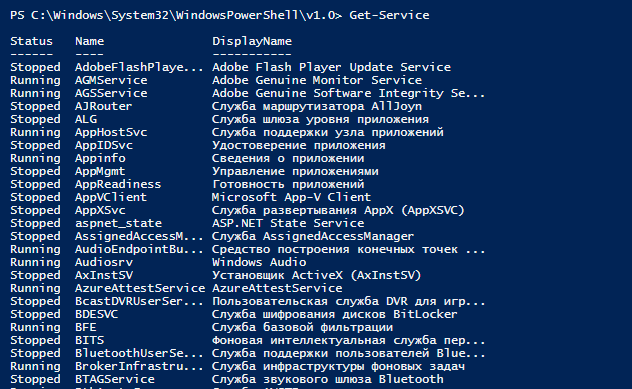 PS C:\Windows\System32\WindowsPowerShell\v1.0> Get-Service
Status Name DisplayName
------ ---- -----------
Stopped AdobeFlashPlaye... Adobe Flash Player Update Service
Running AGMService Adobe Genuine Monitor Service
Running AGSService Adobe Genuine Software Integrity Se...
Stopped AJRouter Служба маршрутизатора AllJoyn
Stopped ALG Служба шлюза уровня приложения
Running AppHostSvc Служба поддержки узла приложений
Stopped AppIDSvc Удостоверение приложения
Running Appinfo Сведения о приложении
Stopped AppMgmt Управление приложениями
Stopped AppReadiness Готовность приложений
Stopped AppVClient Microsoft App-V Client
Stopped AppXSvc Служба развертывания AppX (AppXSVC)
Stopped aspnet_state ASP.NET State Service
Stopped AssignedAccessM... Служба AssignedAccessManager
Running AudioEndpointBu... Средство построения конечных точек ...
Running Audiosrv Windows Audio
Stopped AxInstSV Установщик ActiveX (AxInstSV)
Running AzureAttestService AzureAttestService
Stopped BcastDVRUserSer... Пользовательская служба DVR для игр...
Stopped BDESVC Служба шифрования дисков BitLocker
Running BFE Служба базовой фильтрации
Stopped BITS Фоновая интеллектуальная служба пер...
Stopped BluetoothUserSe... Служба поддержки пользователей Blue...
Running BrokerInfrastru... Служба инфраструктуры фоновых задач
Stopped BTAGService Служба звукового шлюза Bluetooth